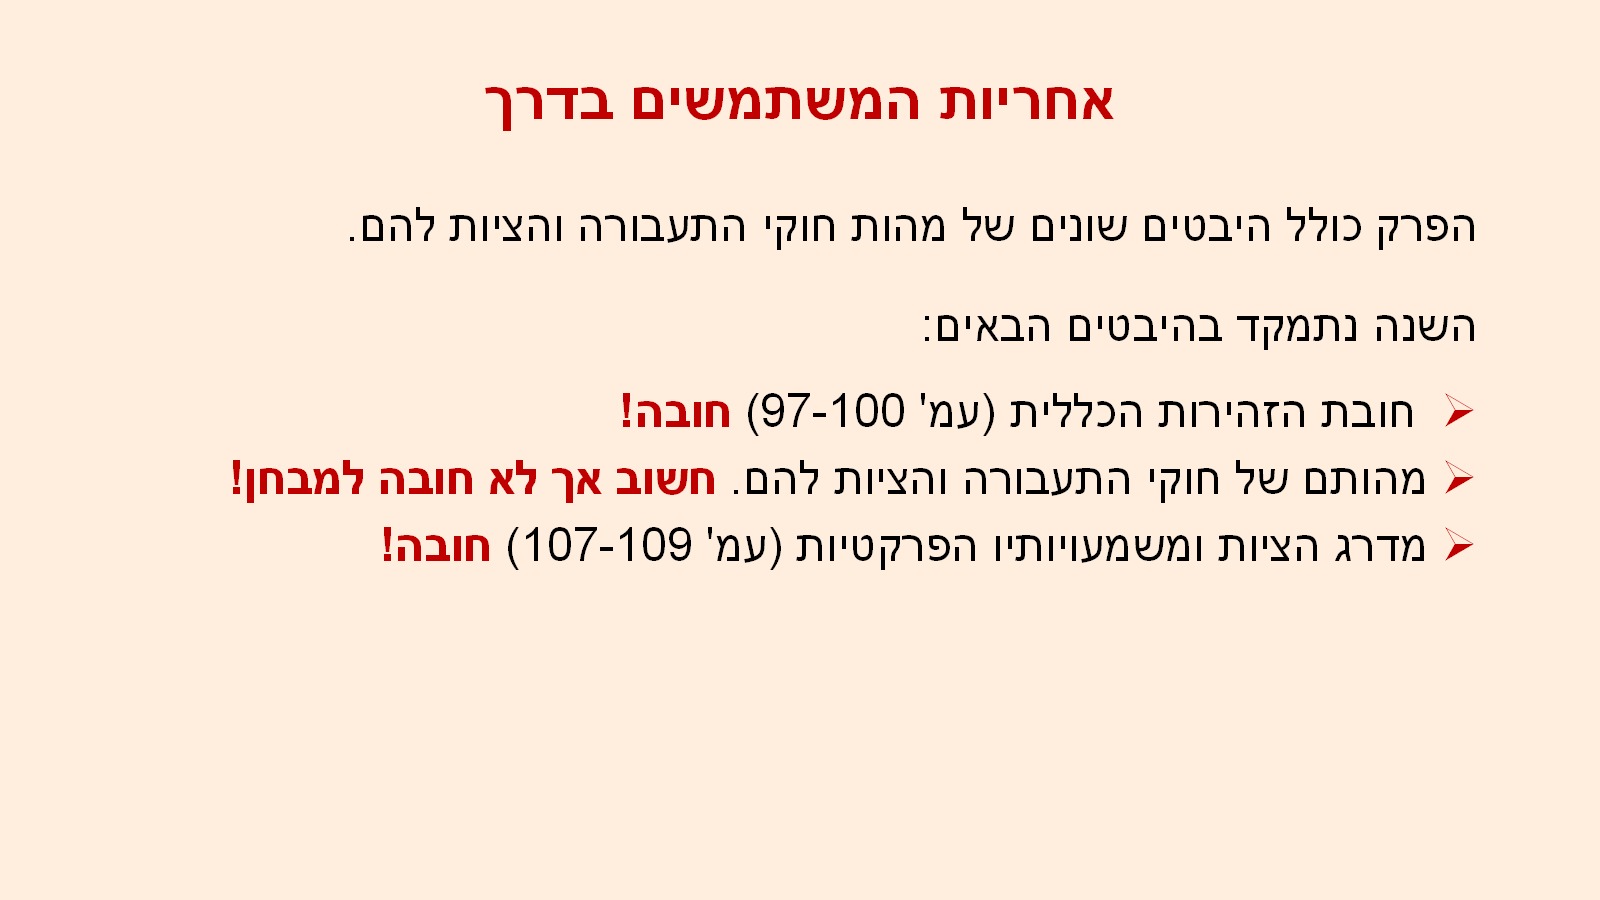 אחריות המשתמשים בדרך
הפרק כולל היבטים שונים של מהות חוקי התעבורה והציות להם.
השנה נתמקד בהיבטים הבאים:
➢ חובת הזהירות הכללית (עמ' 97-100) חובה!
➢ מהותם של חוקי התעבורה והציות להם. חשוב אך לא חובה למבחן!
➢ מדרג הציות ומשמעויותיו הפרקטיות (עמ' 107-109) חובה!